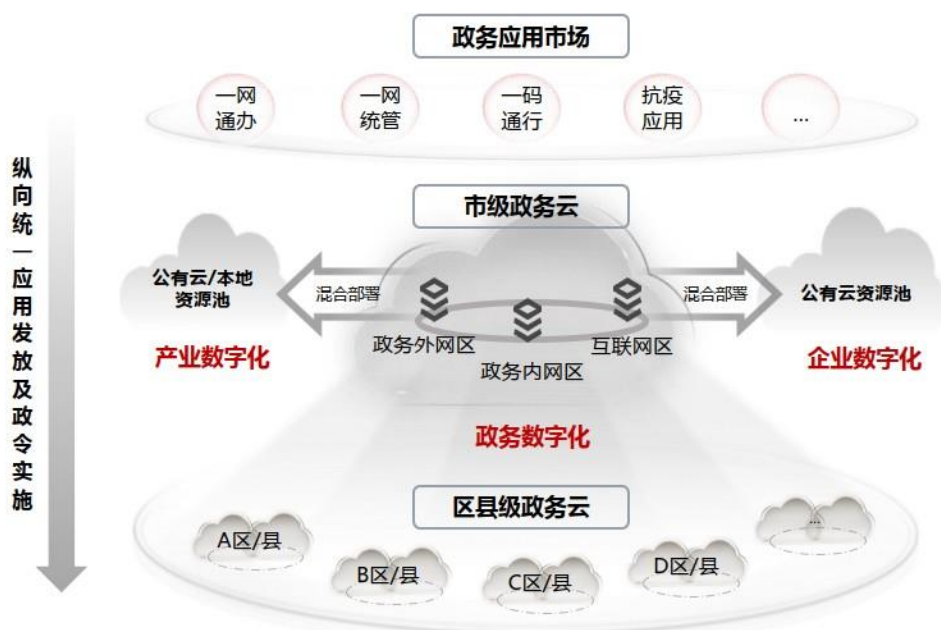 政务应用市场
一网
通办
一网
统管
一码
通行
抗疫
应用
...
纵向统一应用发放及政令实施
市级政务云
公有云/本地
资源池
混合部署
混合部署
公有云资源池
政务外网区
政务内网区
互联网区
产业数字化
企业数字化
政务数字化
区县级政务云
A区/县
B区/县
C区/县
D区/县
...